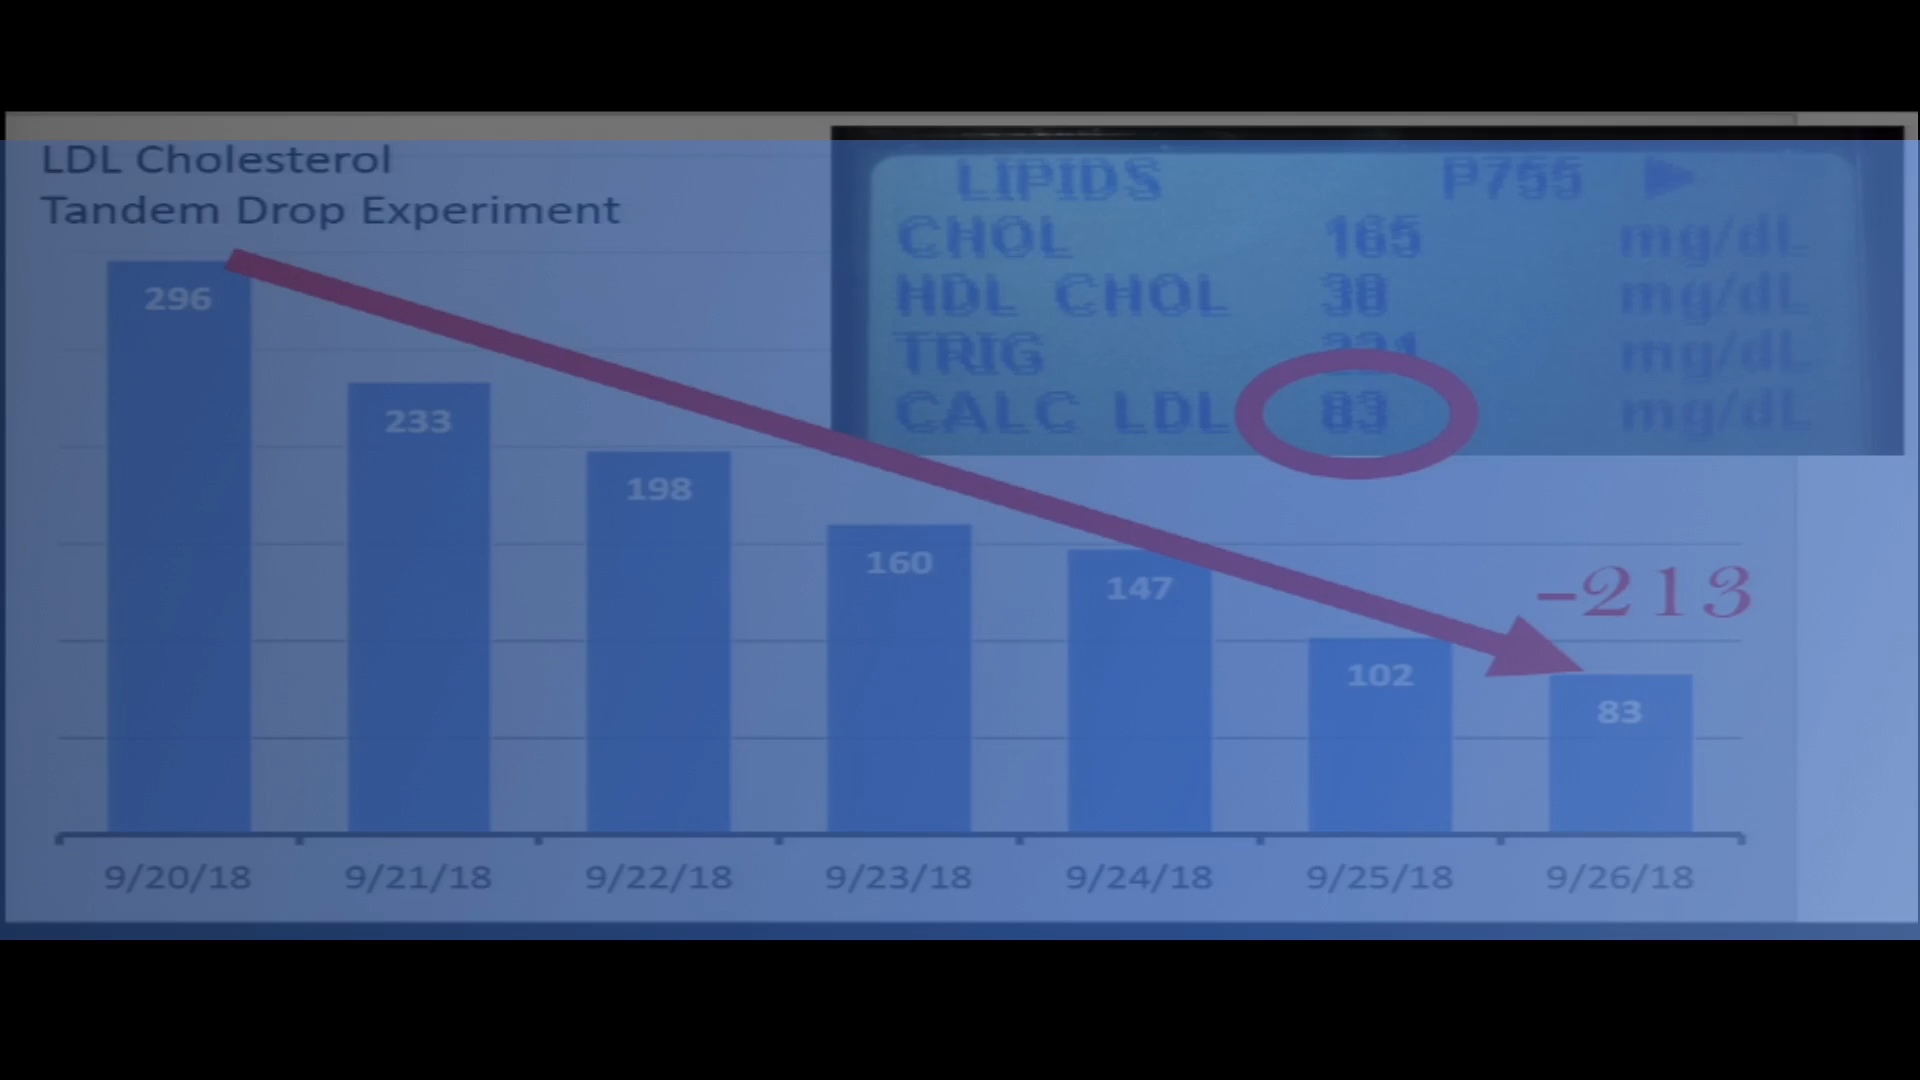 LDL Cholesterol
Tandem Drop Experiment
LIPIDS P755
CHOL 165 mg/dL
HDL CHOL 38 mg/dL
TRIG 221 mg/dL
CALC LDL 83 mg/dL
296
233
198
160
147
102
83
-213
9/20/18 9/21/18 9/22/18 9/23/18 9/24/18 9/25/18 9/26/18